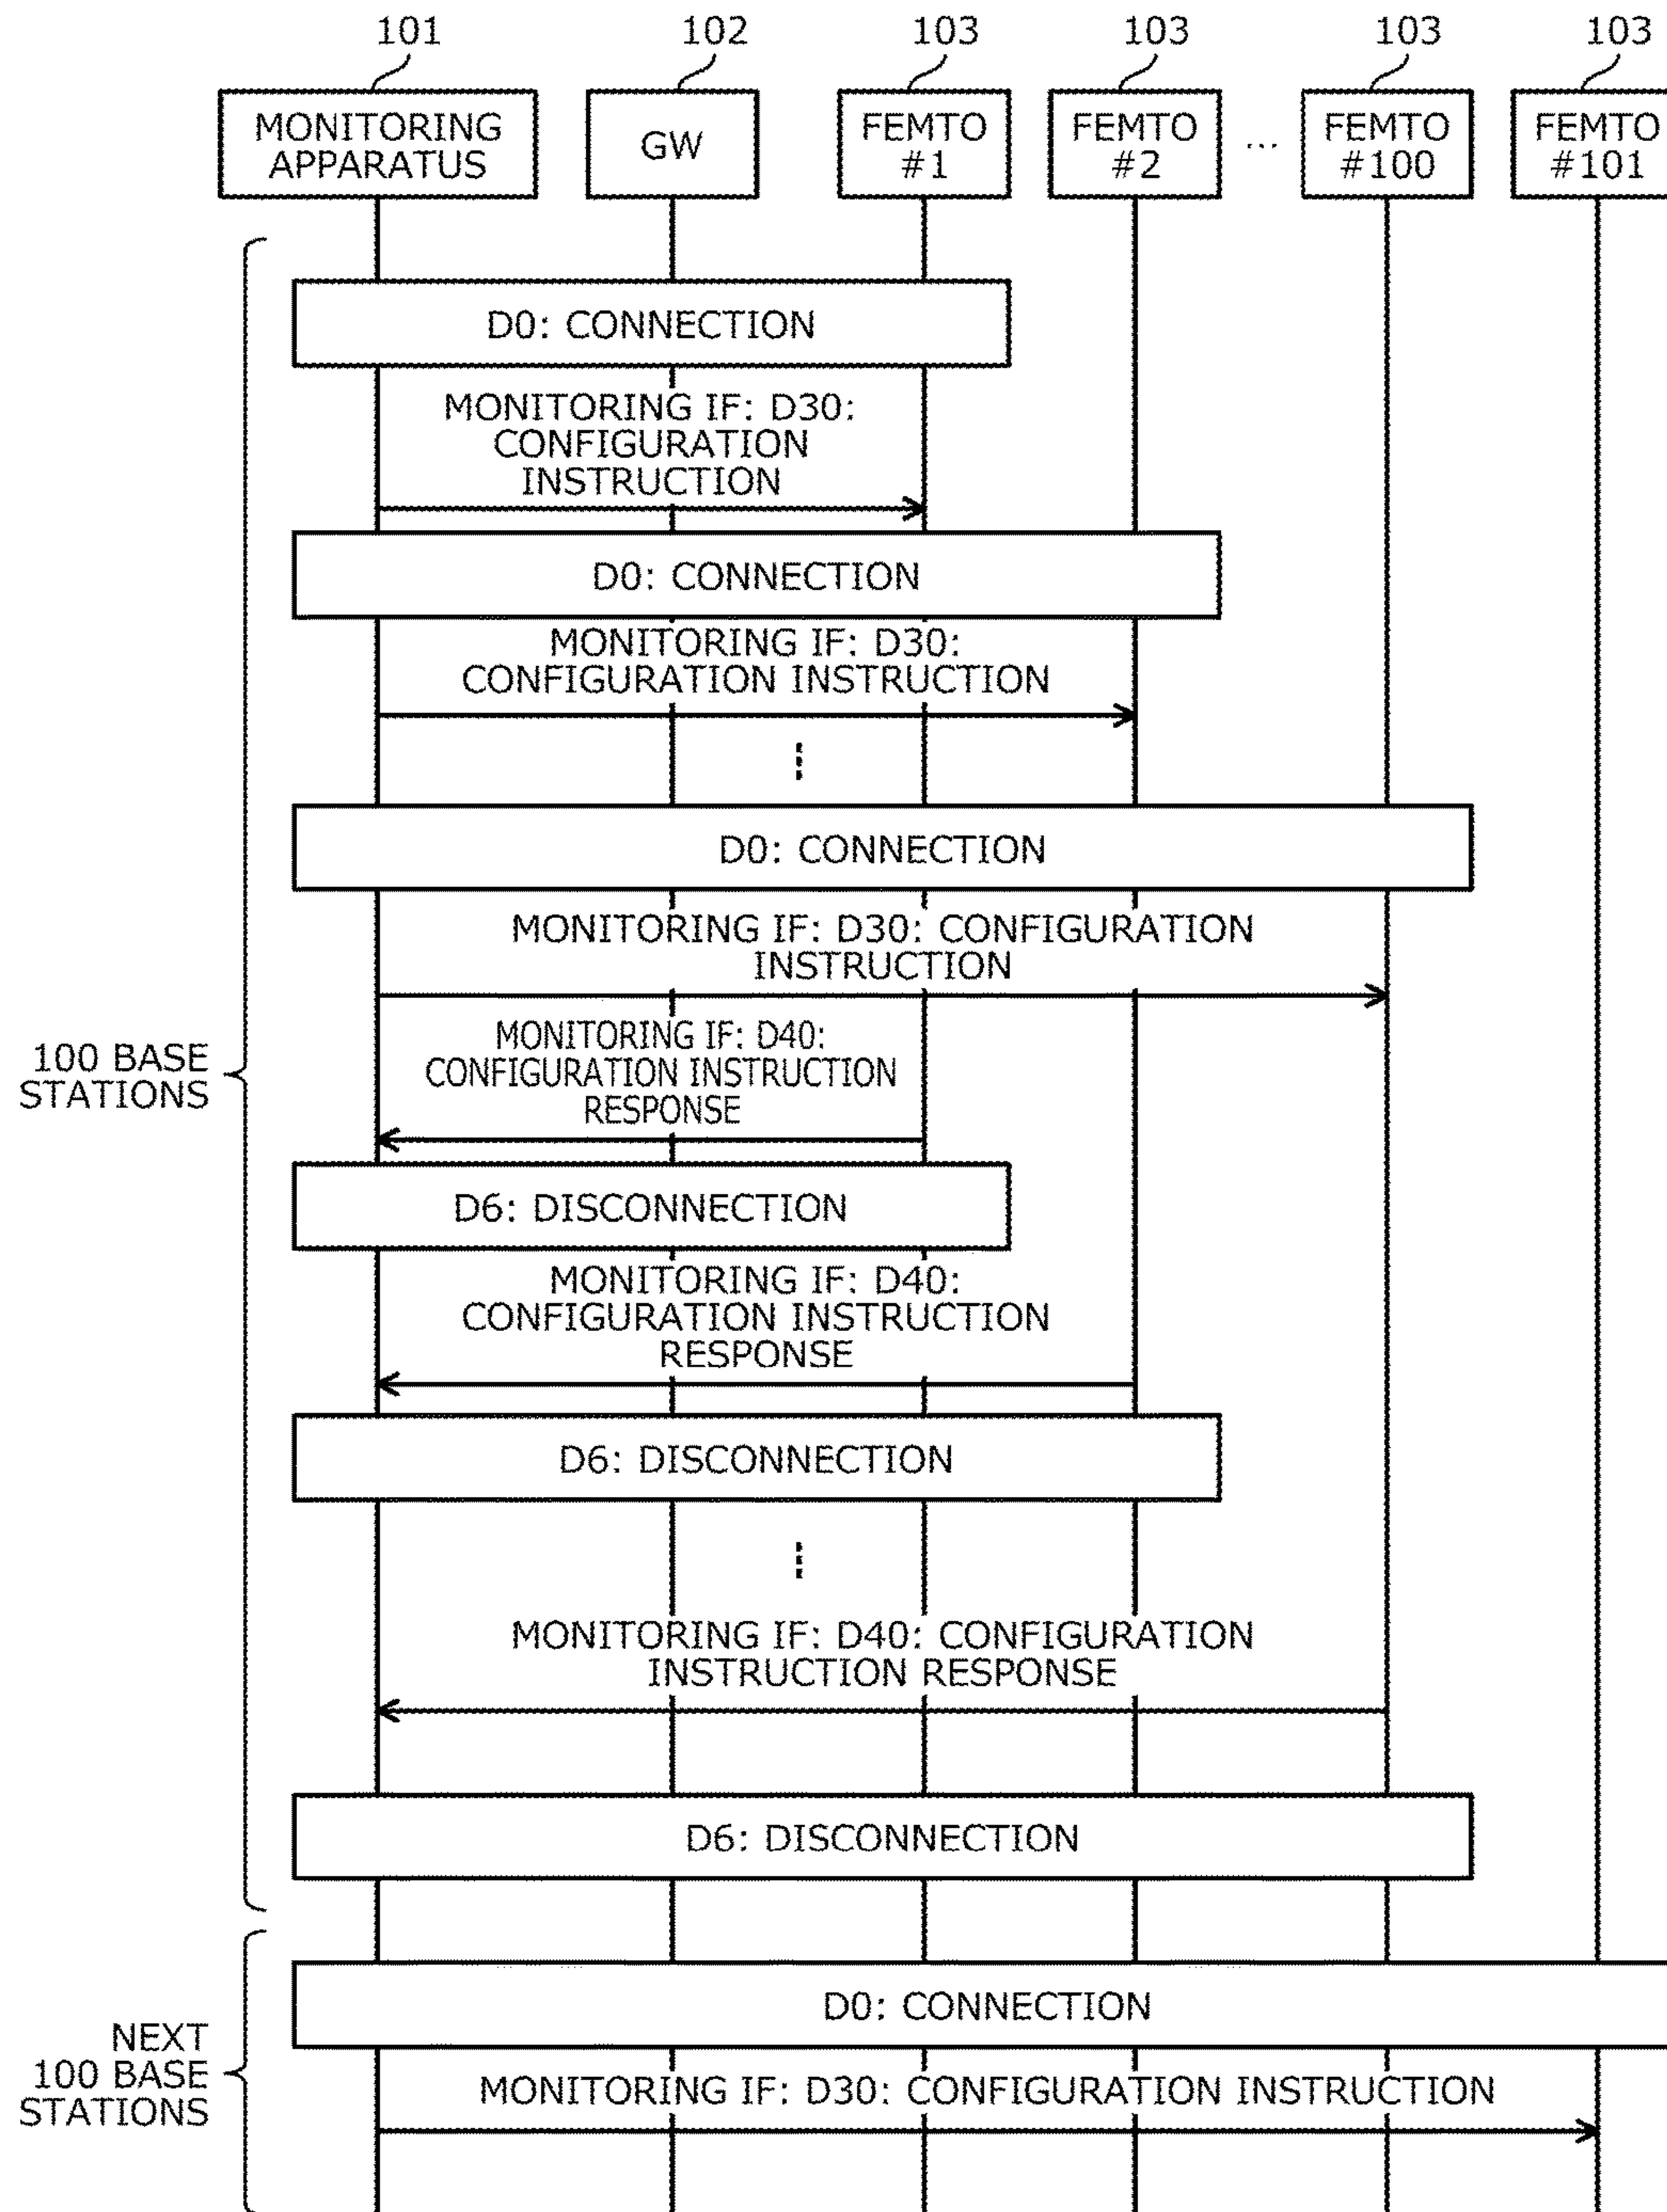 101
102
103
103
103
103
MONITORING
APPARATUS
GW
FEMTO
#1
FEMTO
#2
...
FEMTO
#100
FEMTO
#101
D0: CONNECTION
MONITORING IF: D30:
CONFIGURATION
INSTRUCTION
D0: CONNECTION
MONITORING IF: D30:
CONFIGURATION INSTRUCTION
D0: CONNECTION
MONITORING IF: D30: CONFIGURATION
INSTRUCTION
100 BASE
STATIONS
MONITORING IF: D40:
CONFIGURATION INSTRUCTION
RESPONSE
D6: DISCONNECTION
MONITORING IF: D40:
CONFIGURATION INSTRUCTION
RESPONSE
D6: DISCONNECTION
MONITORING IF: D40: CONFIGURATION
INSTRUCTION RESPONSE
D6: DISCONNECTION
D0: CONNECTION
NEXT
100 BASE
STATIONS
MONITORING IF: D30: CONFIGURATION INSTRUCTION